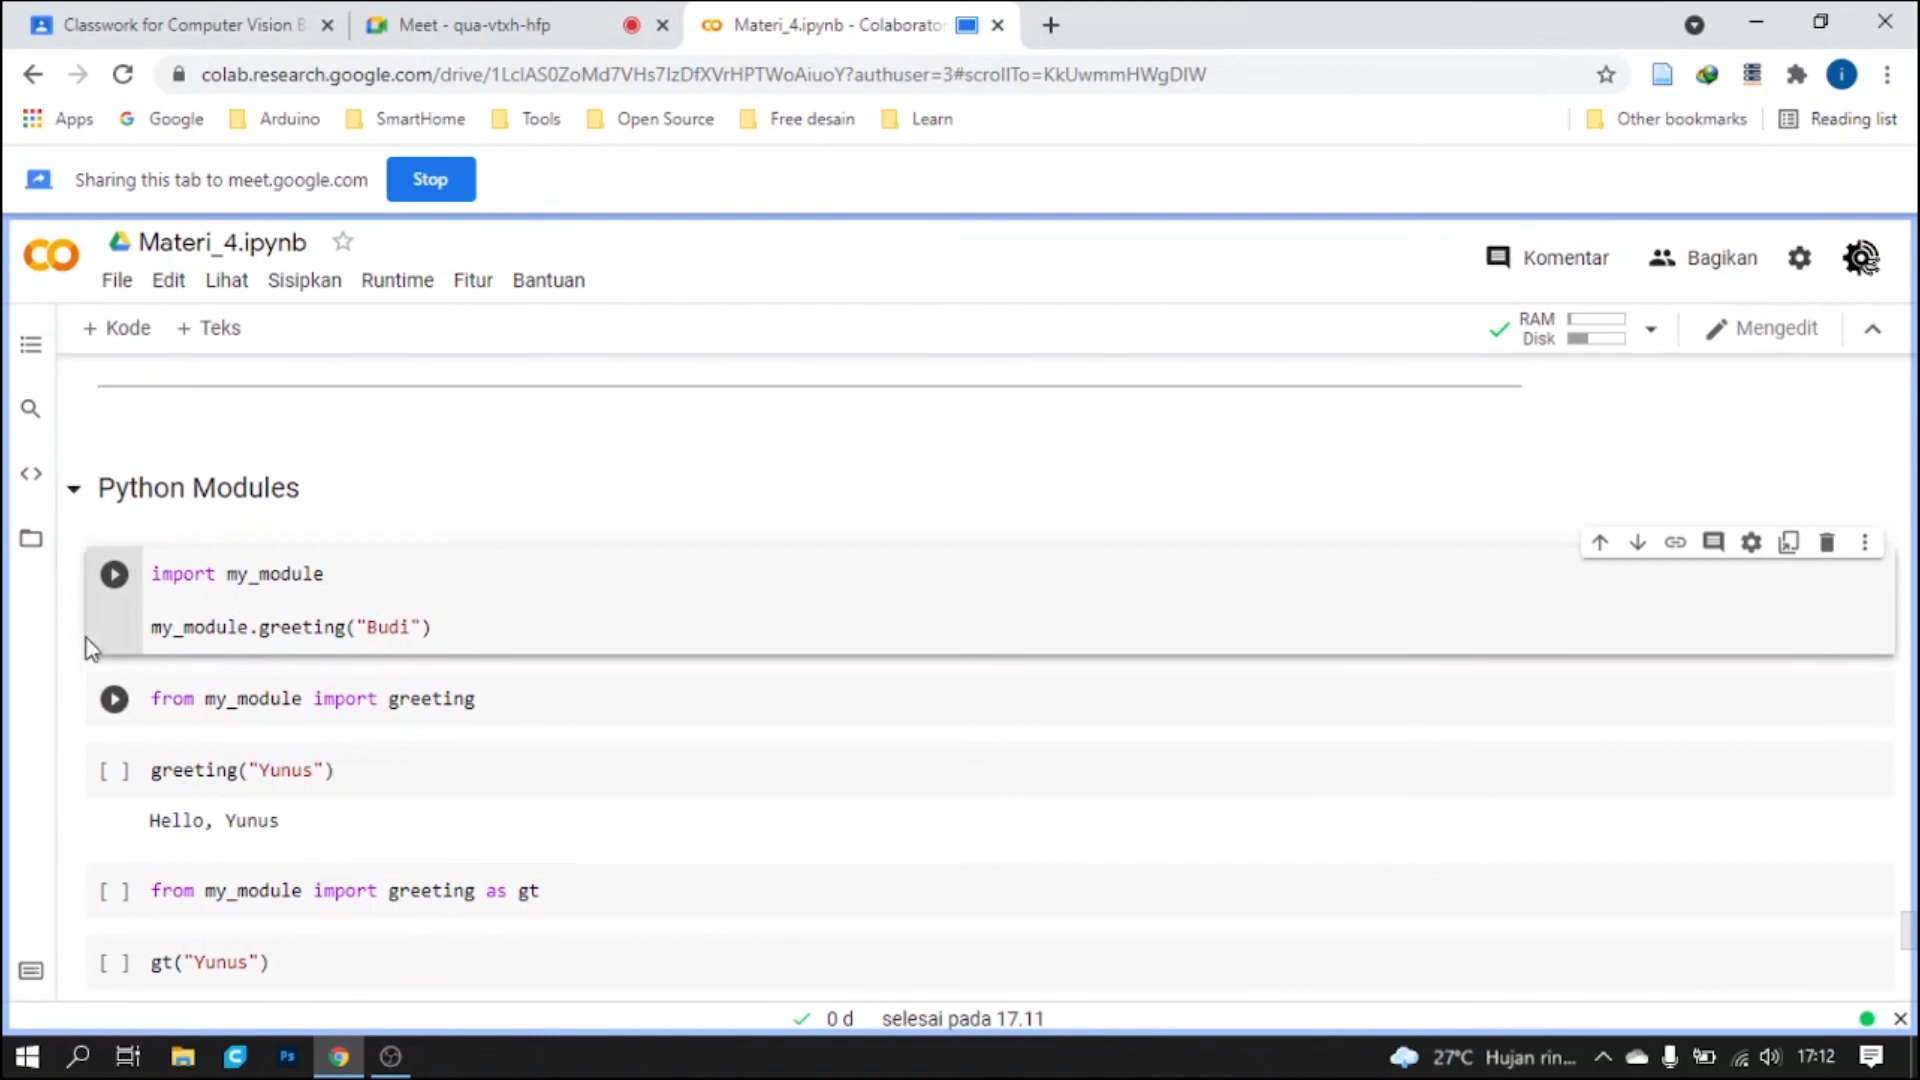 Classwork for Computer Vision B
Meet - qua-vtxh-hfp
Materi_4.ipynb - Colaborator
colab.research.google.com/drive/1LclAS0ZoMd7VHs7IzDfXVrHPTWoAiuoY?authuser=3#scrollTo=KkUwmmHWgDIW
i
Apps
Google
Arduino
SmartHome
Tools
Open Source
Free desain
Learn
Other bookmarks
Reading list
Sharing this tab to meet.google.com
Stop
CO
Materi_4.ipynb
Komentar
Bagikan
File Edit Lihat Sisipkan Runtime Fitur Bantuan
+ Kode + Teks
RAM
Disk
Mengedit
Python Modules
import my_module
my_module.greeting("Budi")
from my_module import greeting
[ ] greeting("Yunus")
Hello, Yunus
[ ] from my_module import greeting as gt
[ ] gt("Yunus")
0 d selesai pada 17.11
Ps
27°C Hujan rin...
17:12